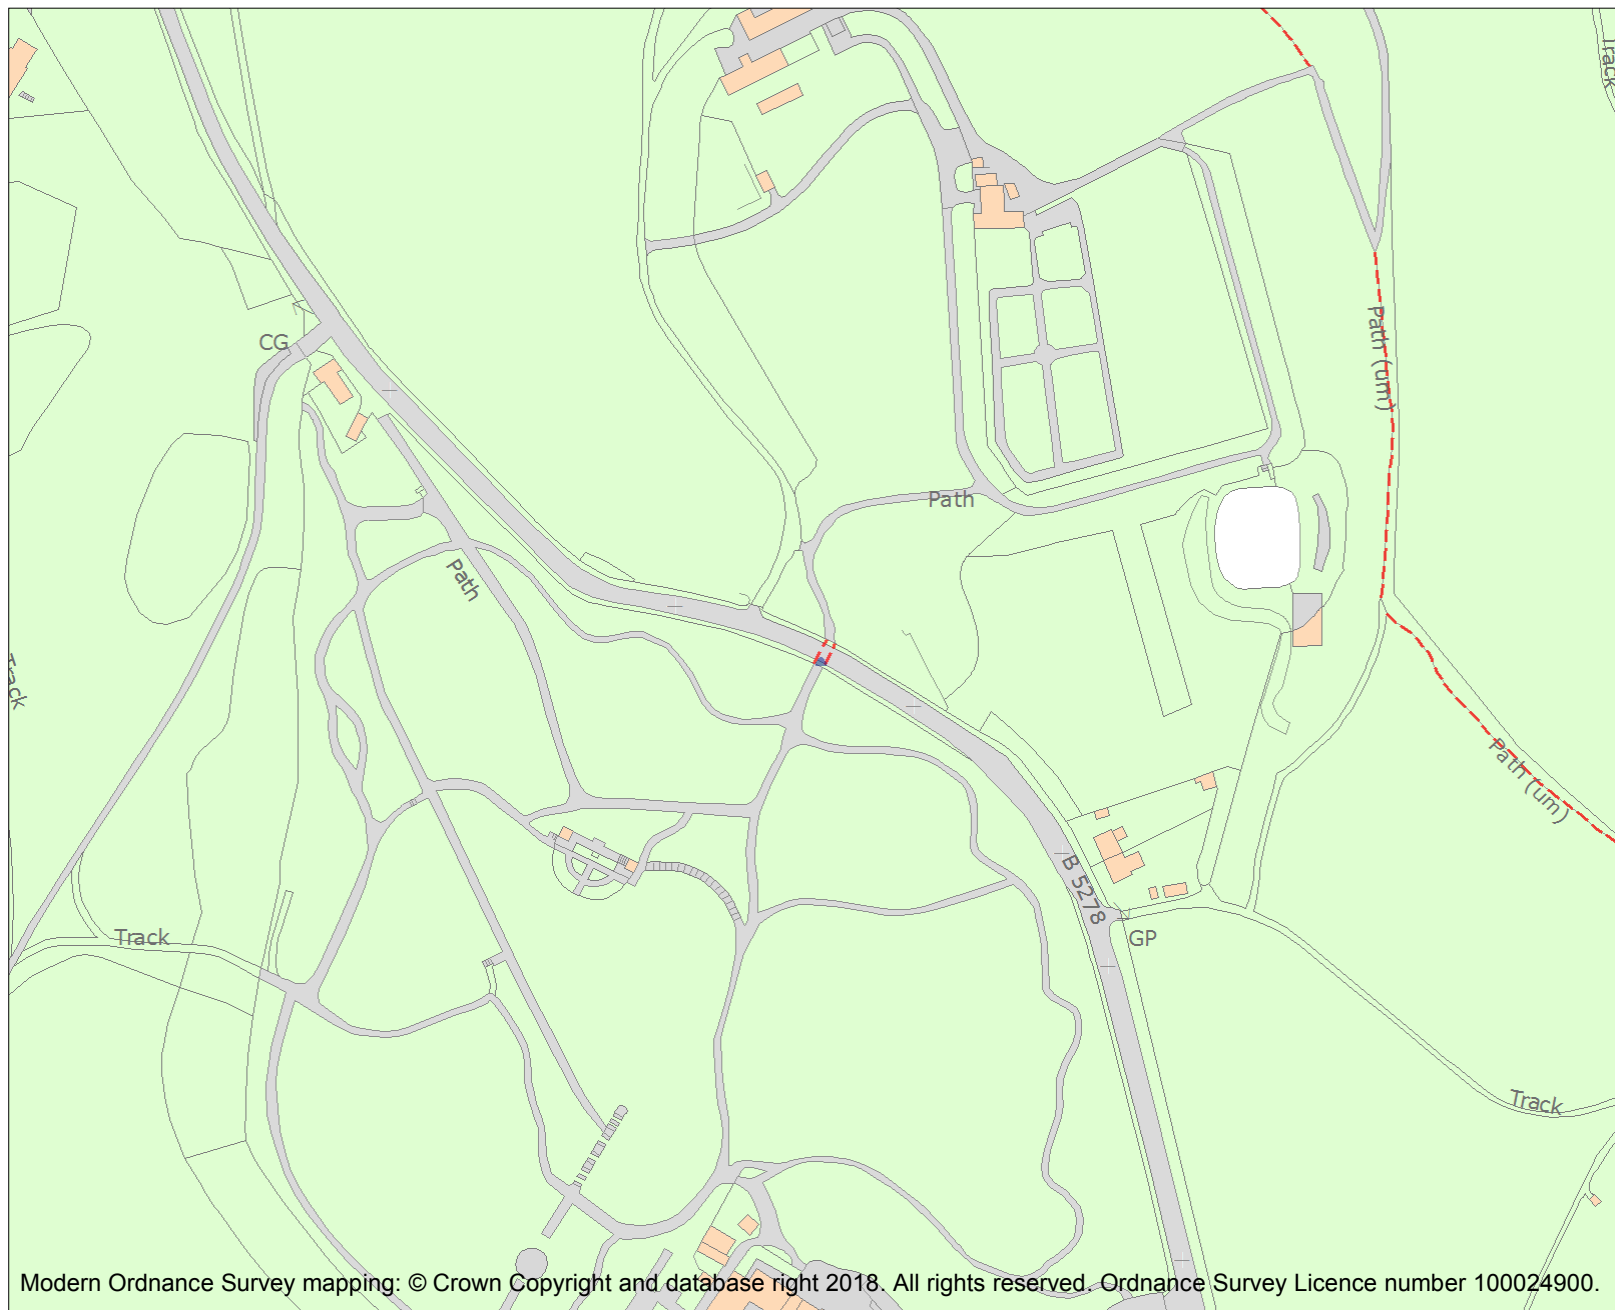 Track
CG
Path (um)
Path
Path
Track
Path (um)
B 5278
Track
GP
Track
Modern Ordnance Survey mapping: © Crown Copyright and database right 2018. All rights reserved. Ordnance Survey Licence number 100024900.